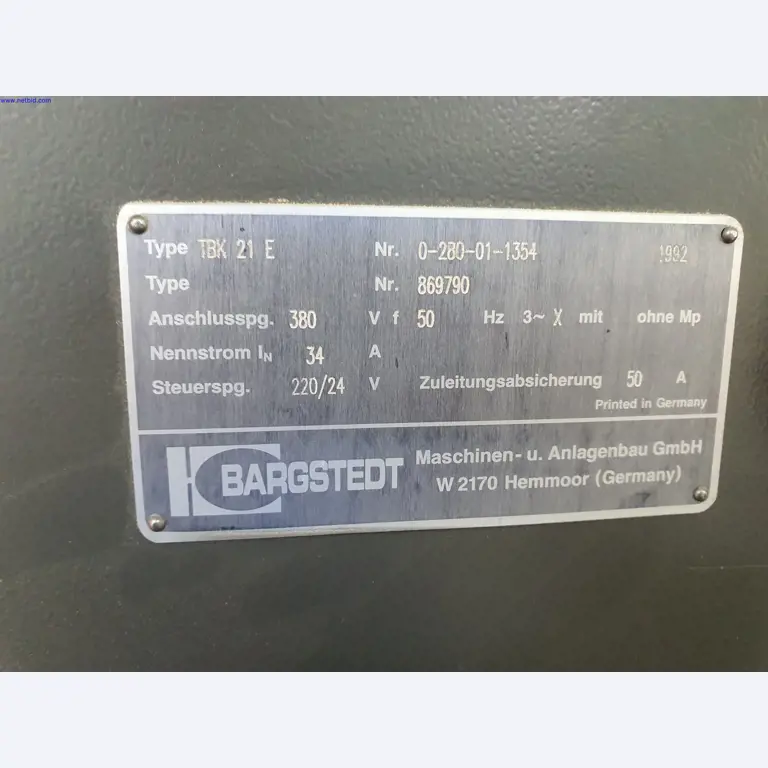 www.netbid.com
Type TBK 21 E Nr. 0-280-01-1354 1992
Type Nr. 869790
Anschlusspg. 380 V f 50 Hz 3~ X mit ohne Mp
Nennstrom IN 34 A
Steuerspg. 220/24 V Zuleitungsabsicherung 50 A
Printed in Germany
BARGSTEDT Maschinen- u. Anlagenbau GmbH
W 2170 Hemmoor (Germany)